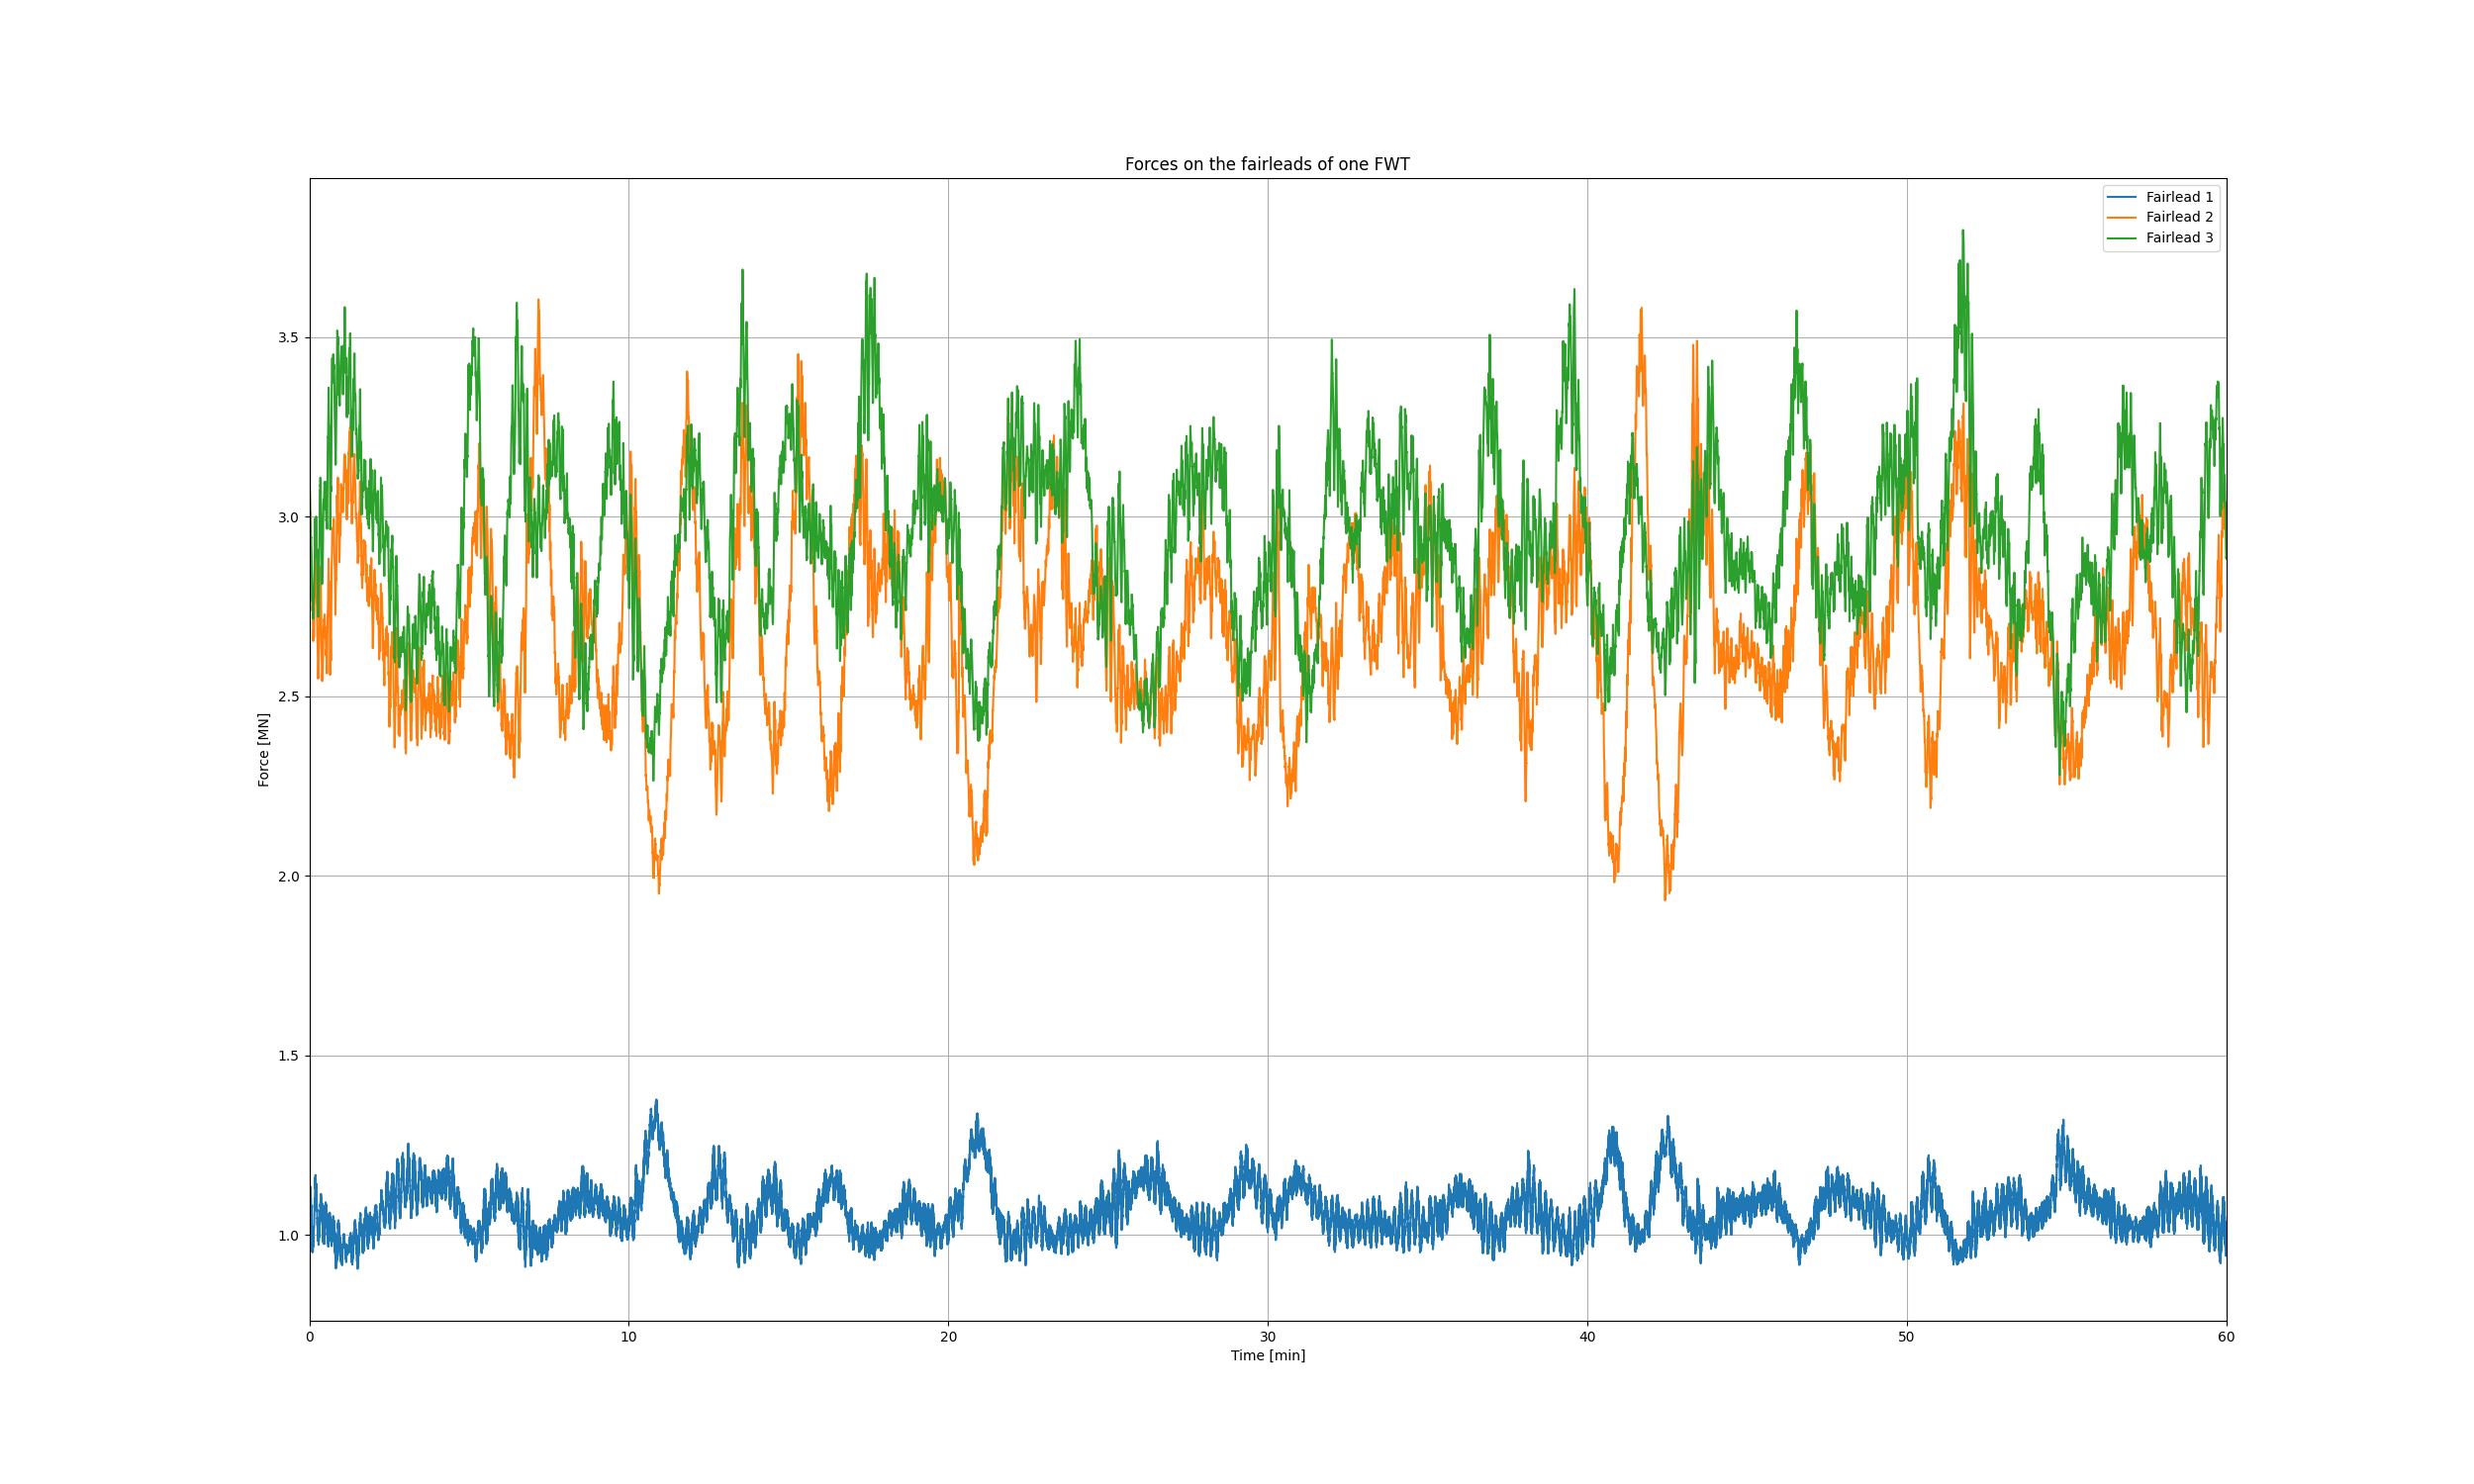 Forces on the fairleads of one FWT
Fairlead 1
Fairlead 2
Fairlead 3
Force [MN]
3.5
3.0
2.5
2.0
1.5
1.0
0 10 20 30 40 50 60
Time [min]